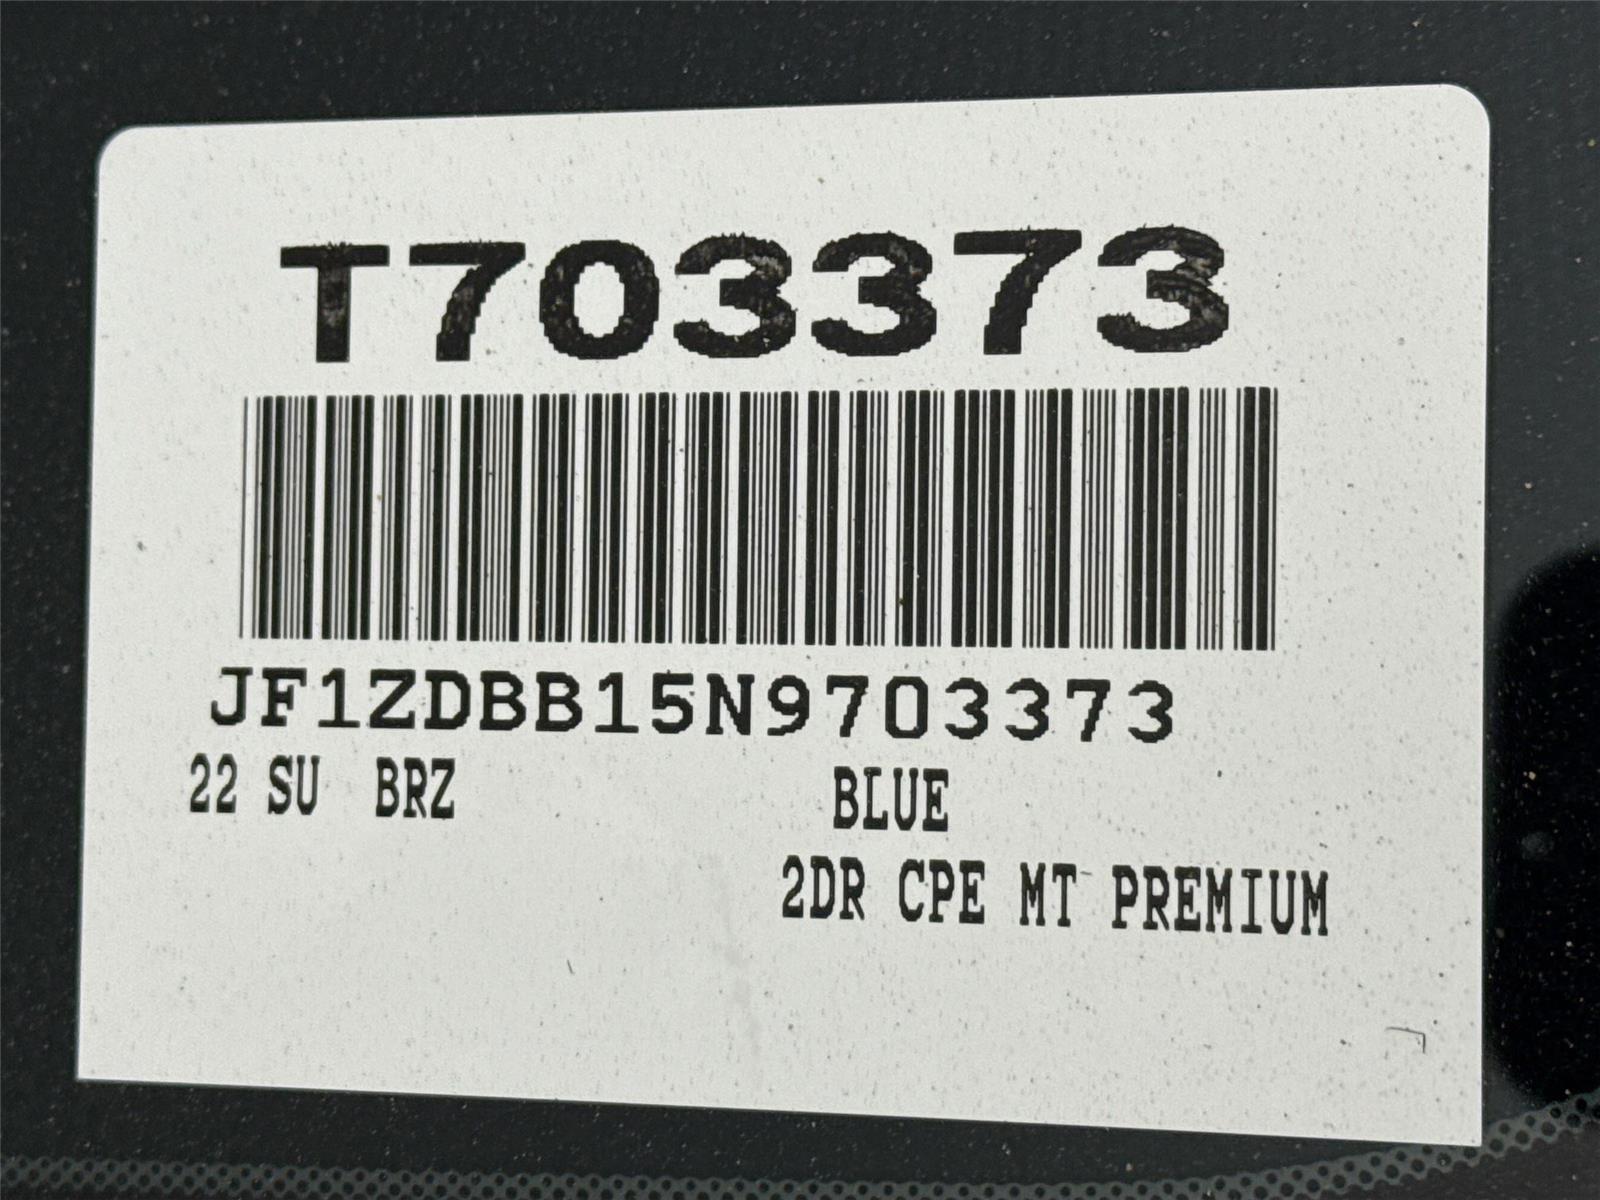 T703373
JF1ZDBB15N9703373
22 SU BRZ BLUE
2DR CPE MT PREMIUM